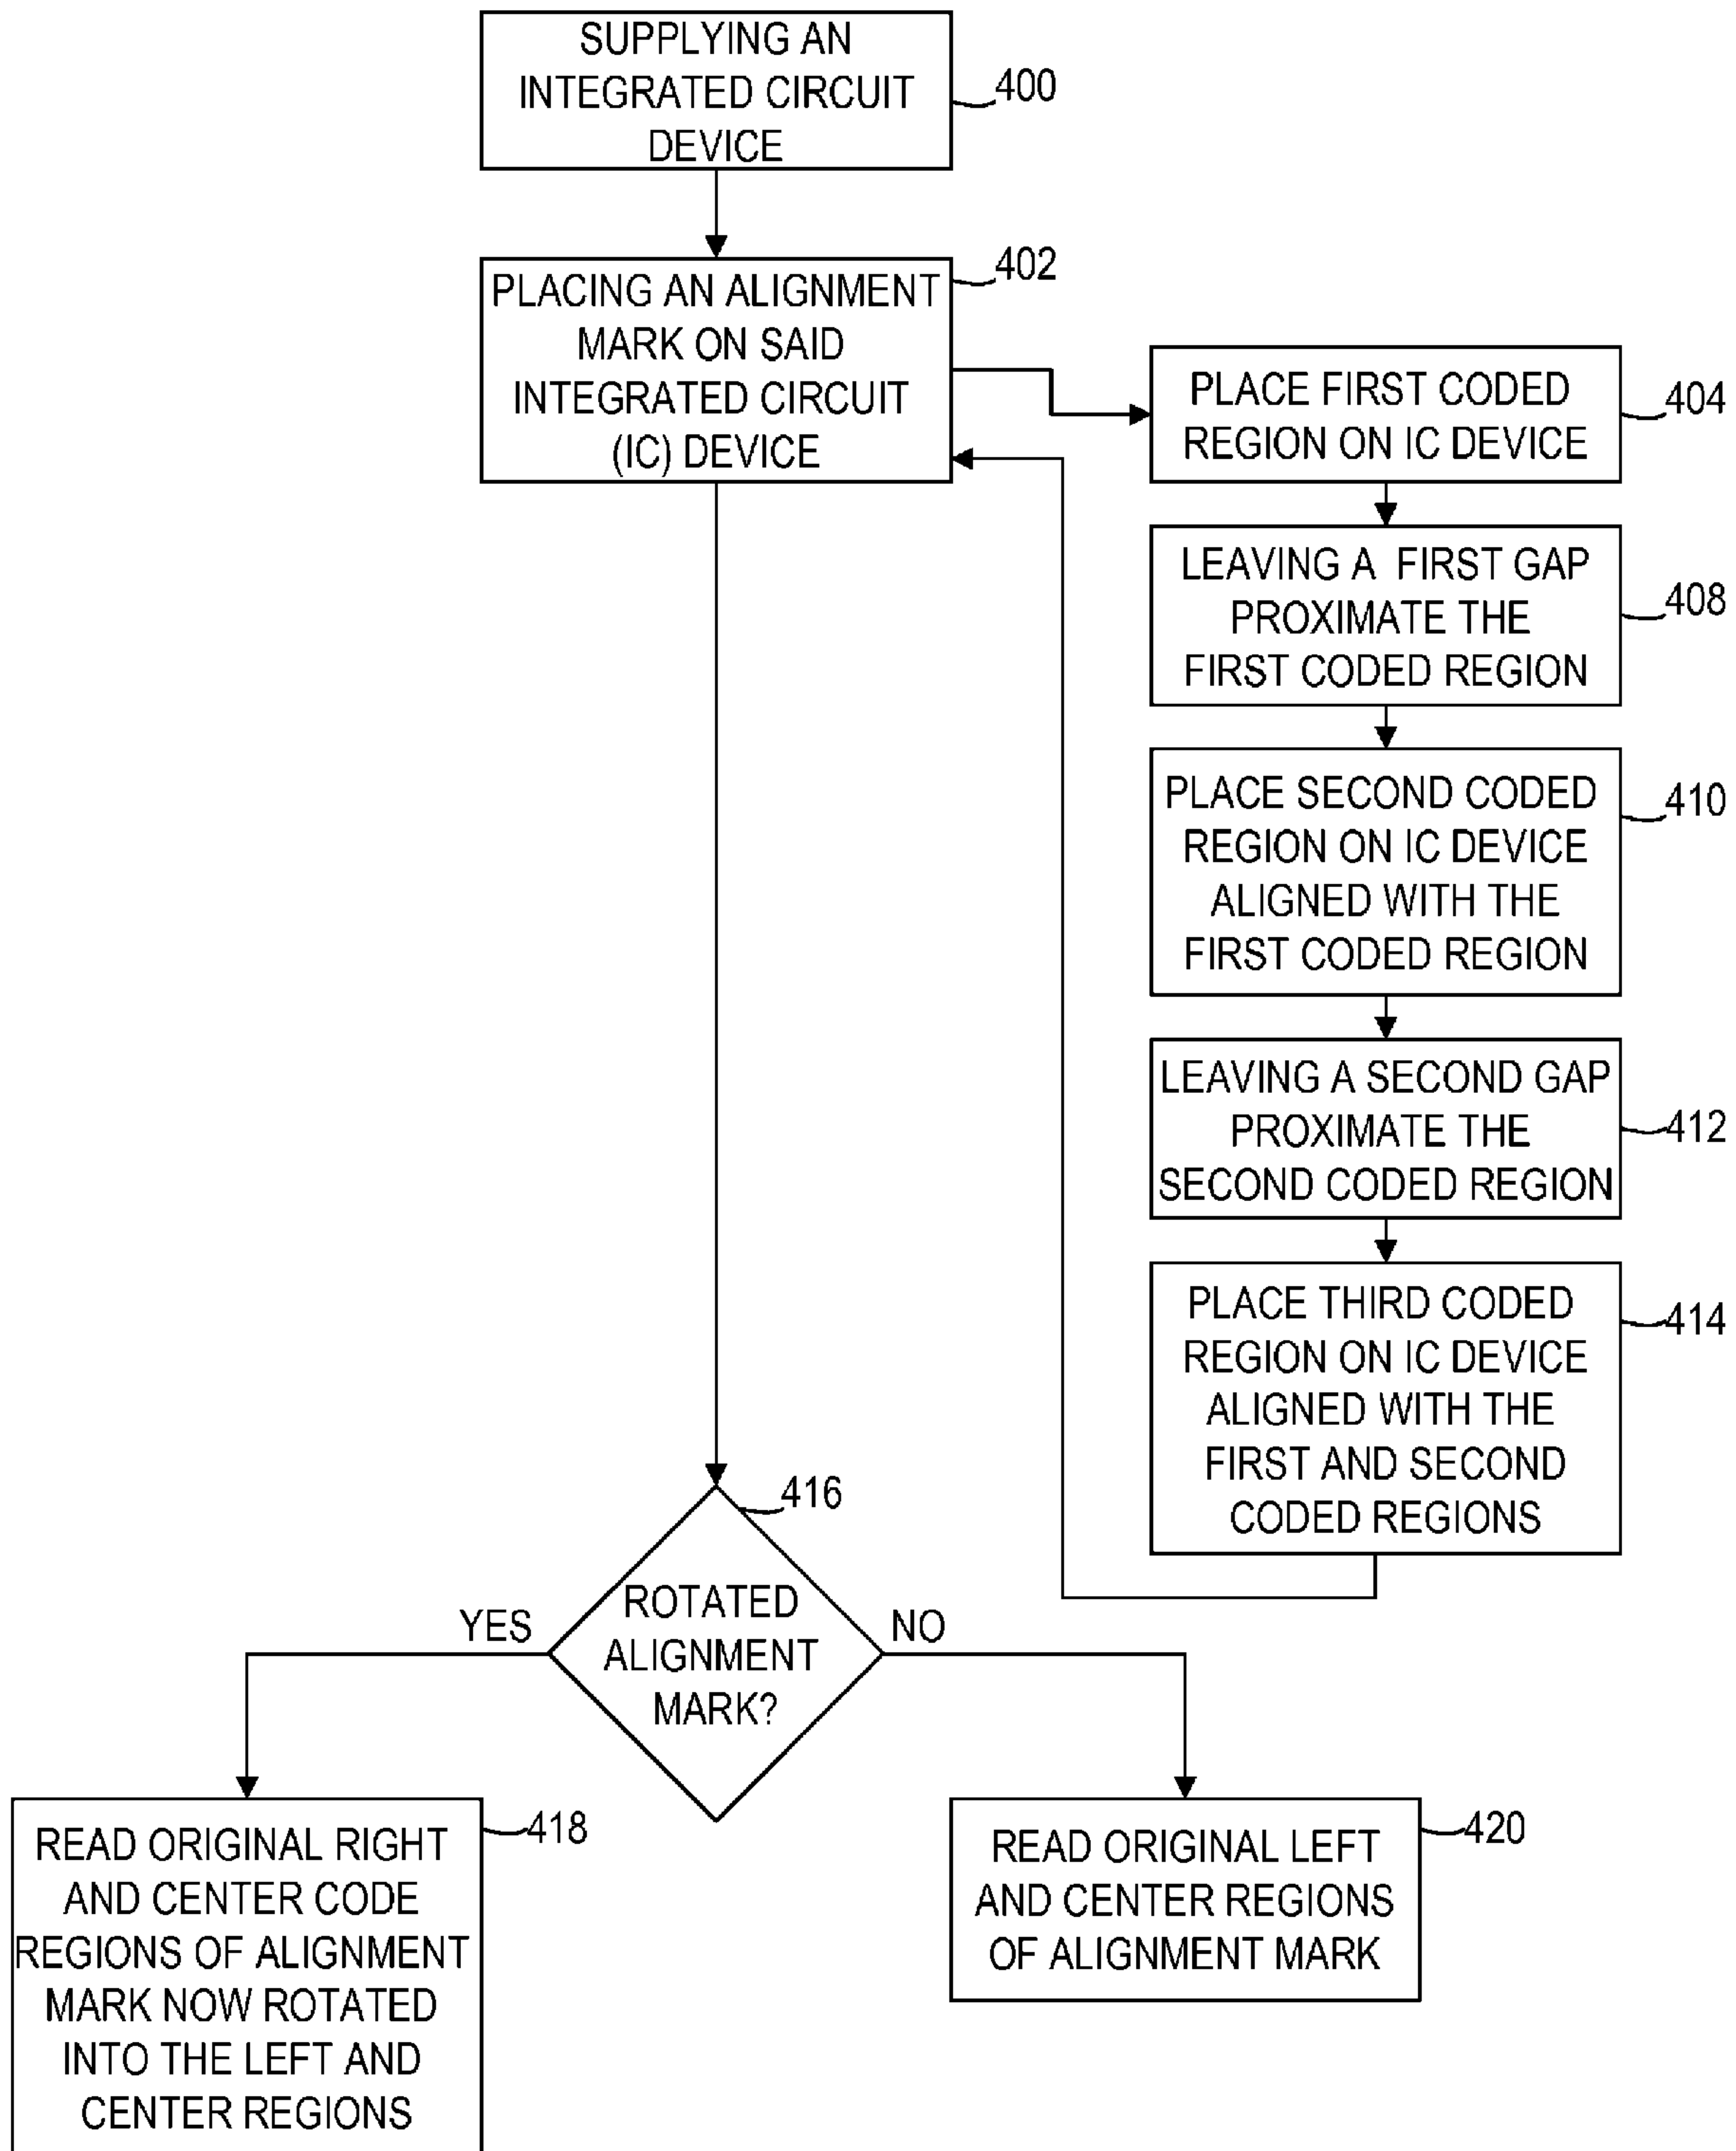 SUPPLYING AN
INTEGRATED CIRCUIT
DEVICE
400
PLACING AN ALIGNMENT
MARK ON SAID
INTEGRATED CIRCUIT
(IC) DEVICE
402
PLACE FIRST CODED
REGION ON IC DEVICE
404
LEAVING A FIRST GAP
PROXIMATE THE
FIRST CODED REGION
408
PLACE SECOND CODED
REGION ON IC DEVICE
ALIGNED WITH THE
FIRST CODED REGION
410
LEAVING A SECOND GAP
PROXIMATE THE
SECOND CODED REGION
412
PLACE THIRD CODED
REGION ON IC DEVICE
ALIGNED WITH THE
FIRST AND SECOND
CODED REGIONS
414
416
ROTATED
ALIGNMENT
MARK?
YES
NO
READ ORIGINAL RIGHT
AND CENTER CODE
REGIONS OF ALIGNMENT
MARK NOW ROTATED
INTO THE LEFT AND
CENTER REGIONS
418
READ ORIGINAL LEFT
AND CENTER REGIONS
OF ALIGNMENT MARK
420